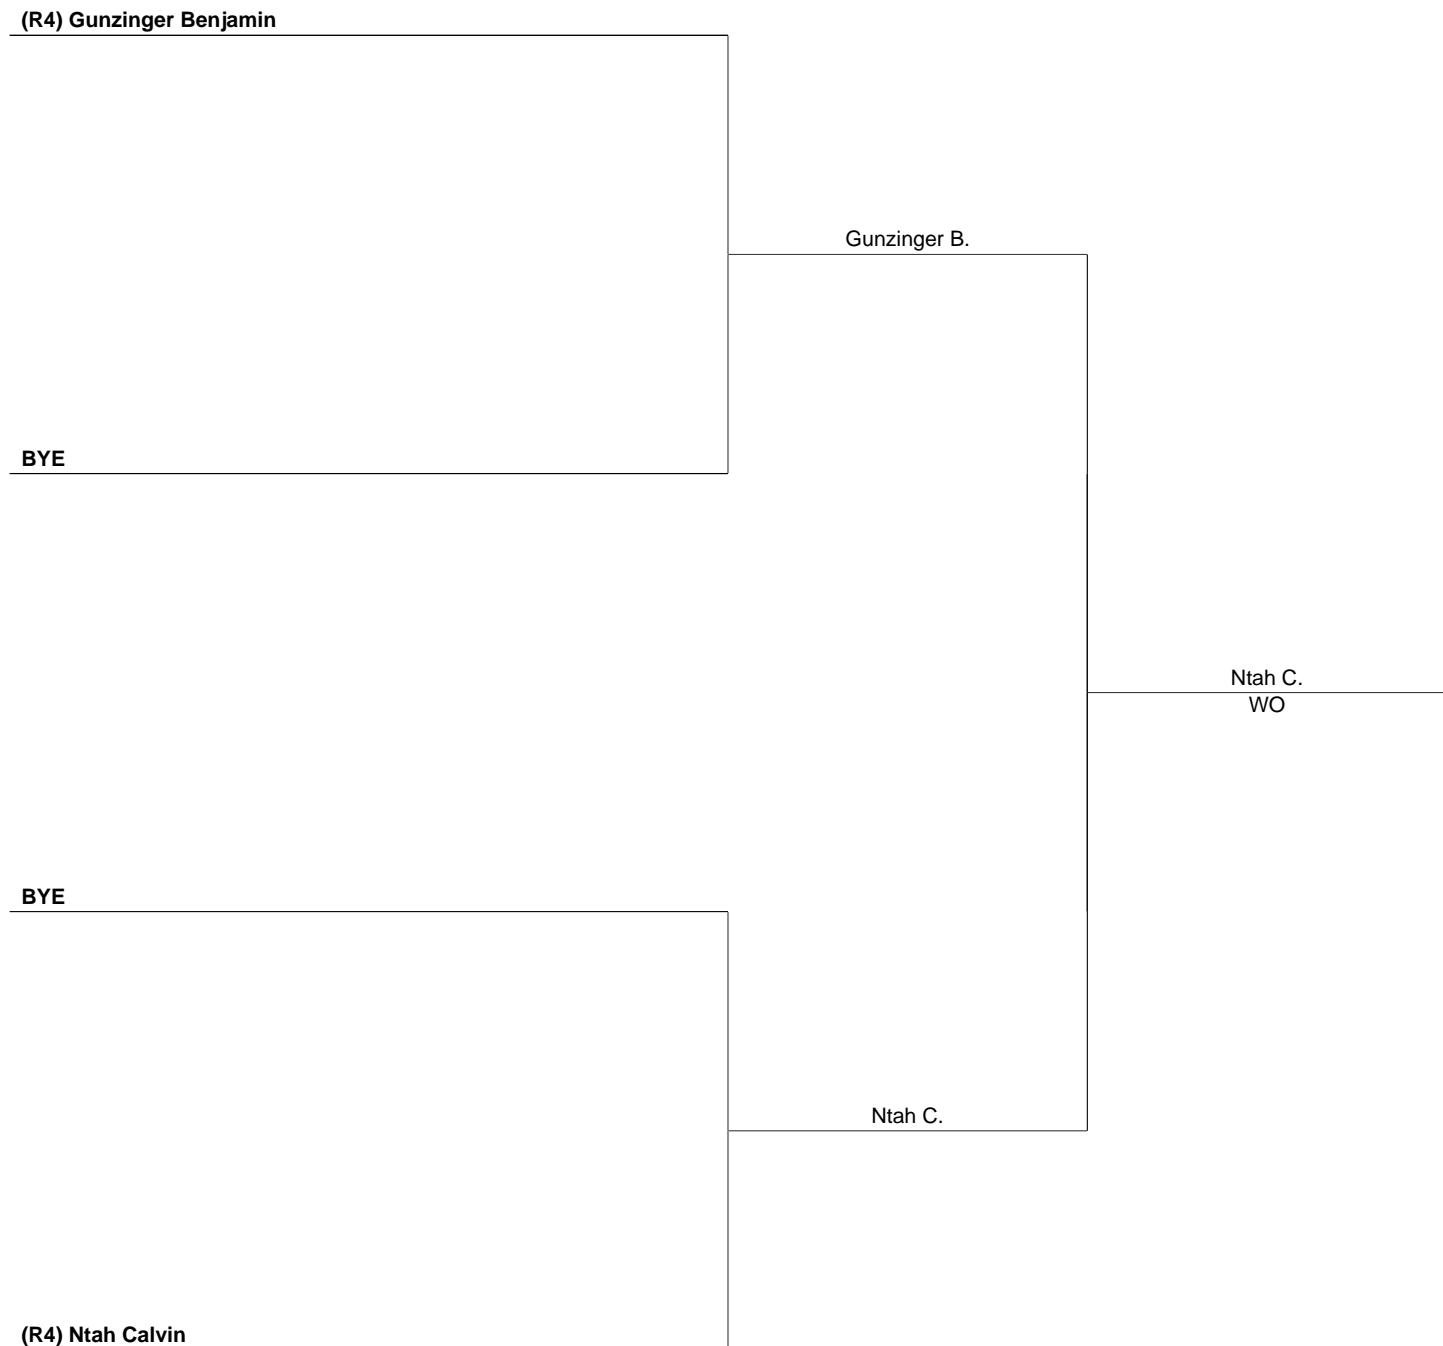 (R4) Gunzinger Benjamin
Gunzinger B.
BYE
Ntah C.
WO
BYE
Ntah C.
(R4) Ntah Calvin